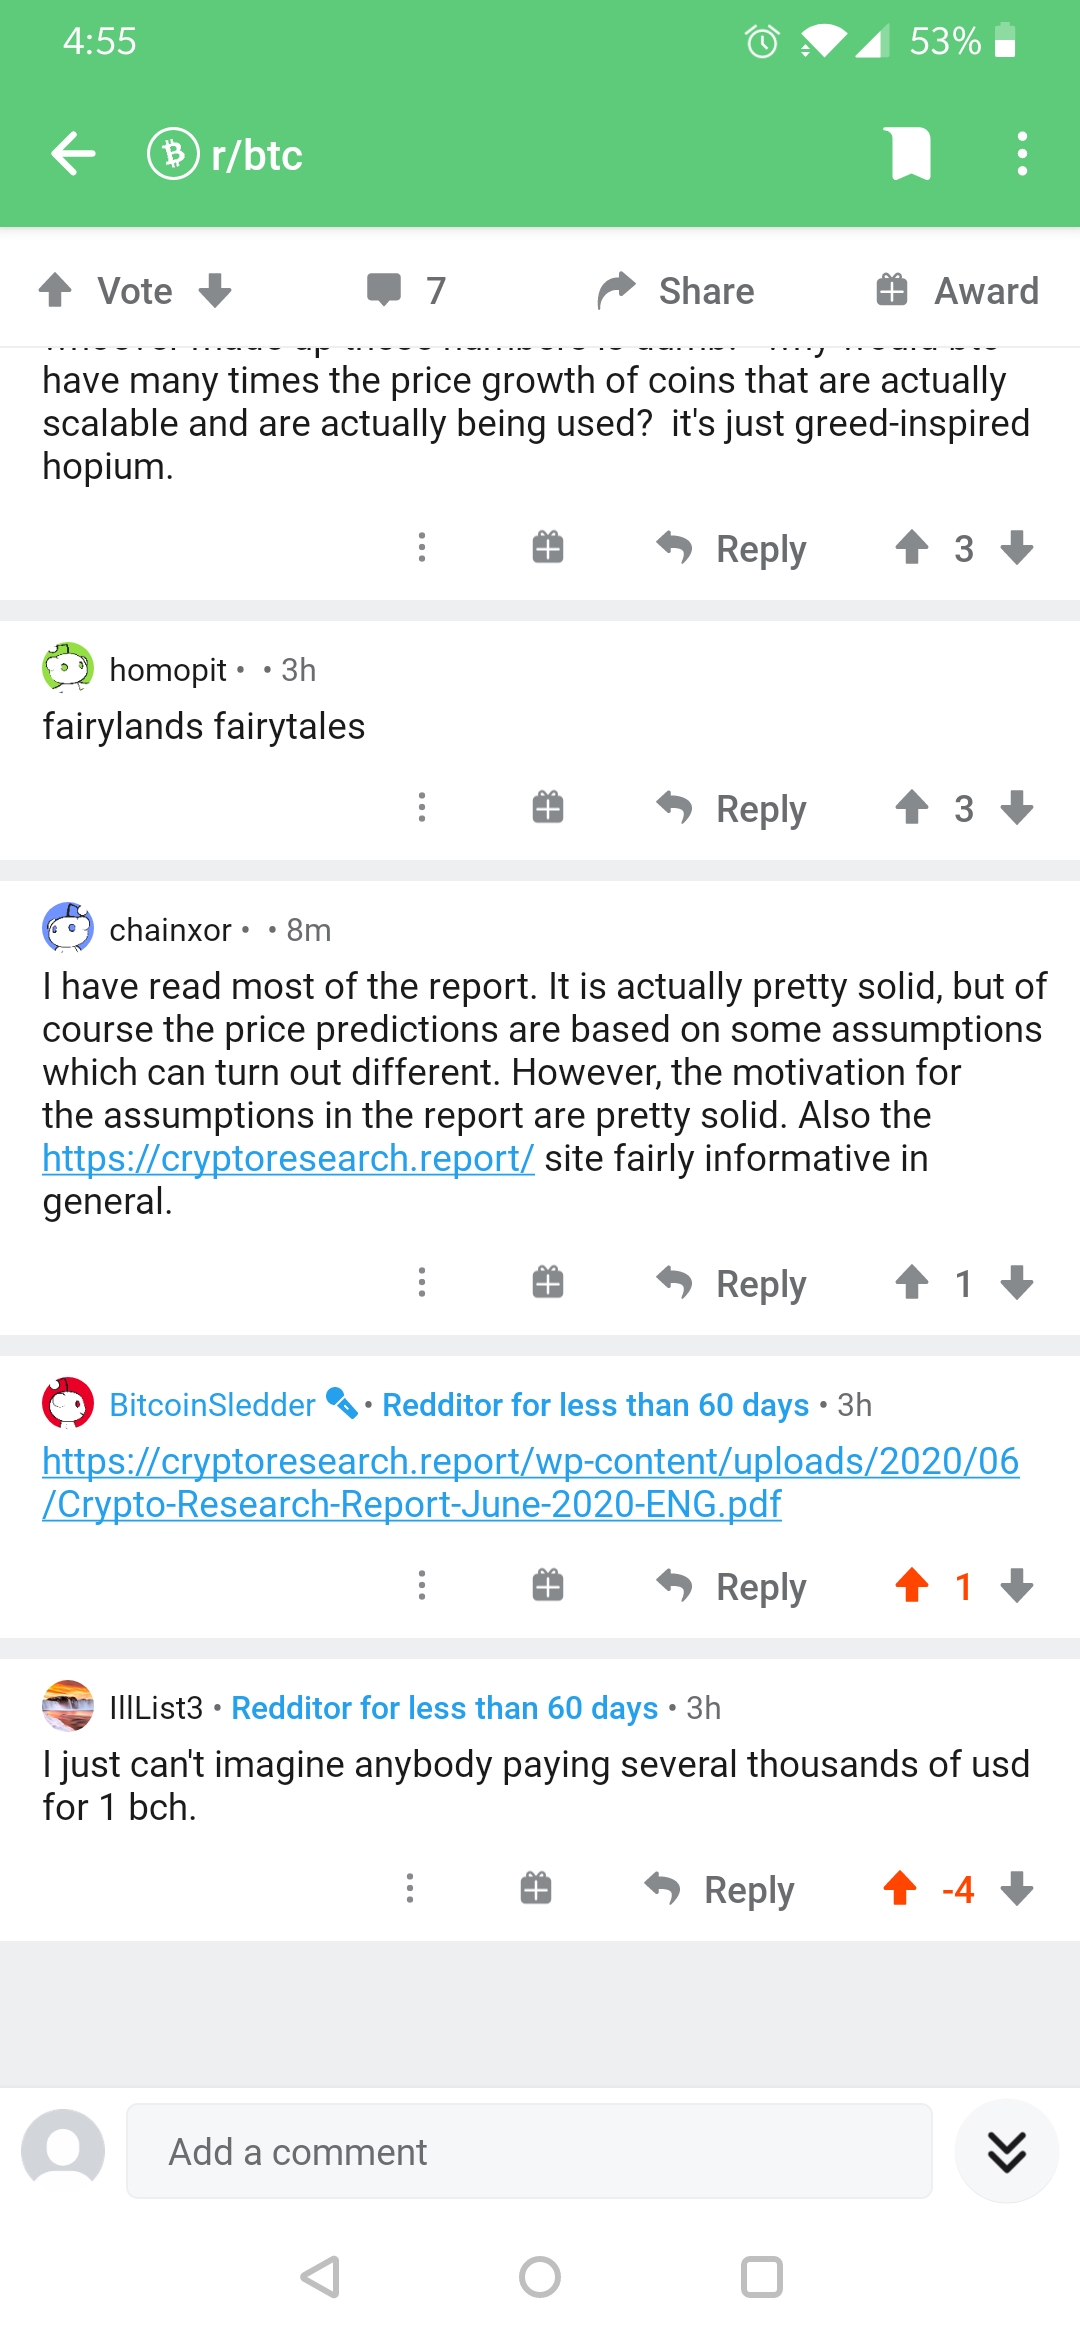 4:55
53%
r/btc
Vote
7
Share
Award
have many times the price growth of coins that are actually
scalable and are actually being used?  it's just greed-inspired
hopium.
Reply
3
homopit • • 3h
fairylands fairytales
Reply
3
chainxor • • 8m
I have read most of the report. It is actually pretty solid, but of
course the price predictions are based on some assumptions
which can turn out different. However, the motivation for
the assumptions in the report are pretty solid. Also the
https://cryptoresearch.report/ site fairly informative in
general.
Reply
1
BitcoinSledder • Redditor for less than 60 days • 3h
https://cryptoresearch.report/wp-content/uploads/2020/06
/Crypto-Research-Report-June-2020-ENG.pdf
Reply
1
IllList3 • Redditor for less than 60 days • 3h
I just can't imagine anybody paying several thousands of usd
for 1 bch.
Reply
-4
Add a comment